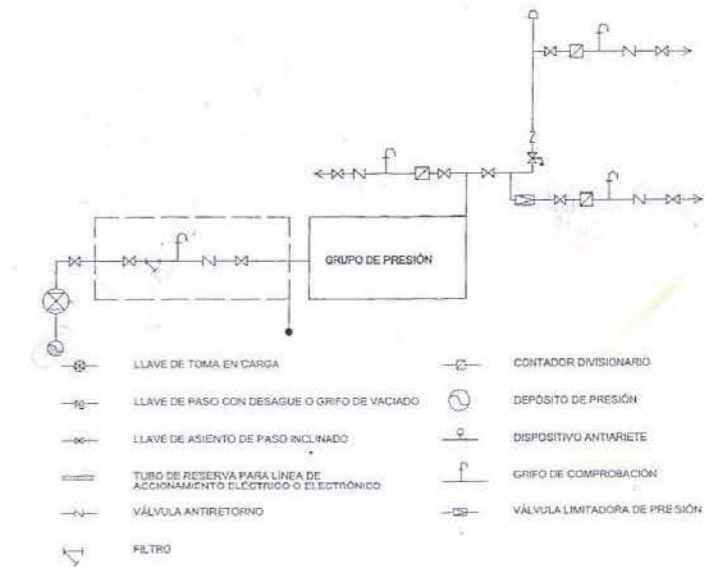 GRUPO DE PRESIÓN
LLAVE DE TOMA EN CARGA
LLAVE DE PASO CON DESAGUE O GRIFO DE VACIADO
LLAVE DE ASIENTO DE PASO INCLINADO
TUBO DE RESERVA PARA LÍNEA DE
ACCIONAMIENTO ELÉCTRICO O ELECTRÓNICO
VÁLVULA ANTIRETORNO
FILTRO
CONTADOR DIVISIONARIO
DEPÓSITO DE PRESIÓN
DISPOSITIVO ANTIARIETE
GRIFO DE COMPROBACIÓN
VÁLVULA LIMITADORA DE PRESIÓN